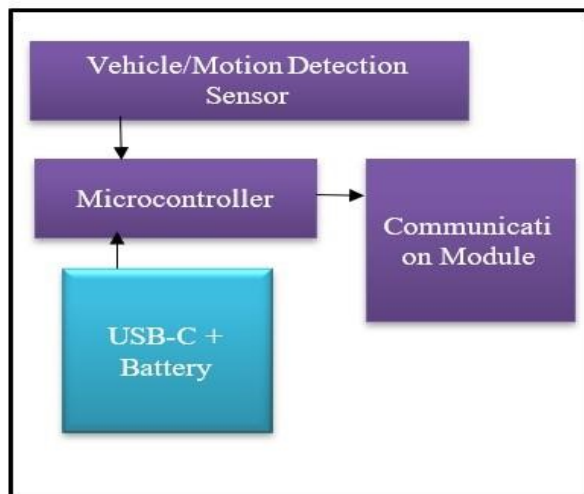 Vehicle/Motion Detection
Sensor
Microcontroller
Communicati
on Module
USB-C +
Battery